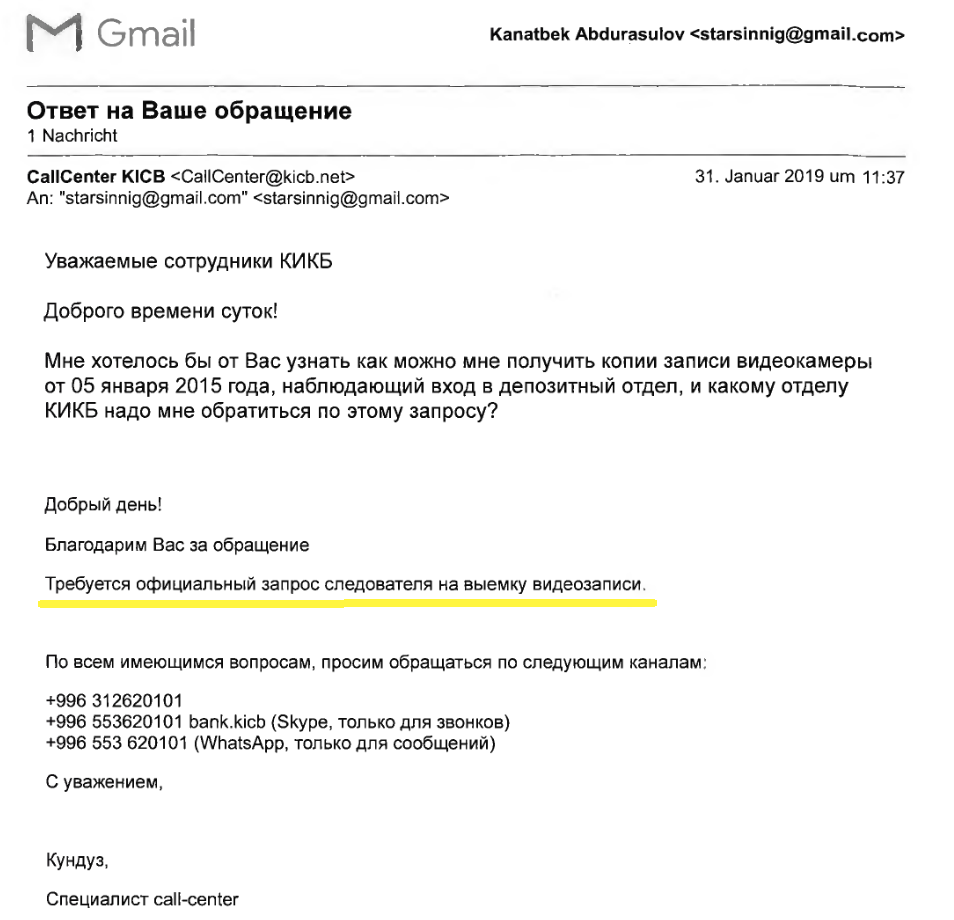 Gmail
Kanatbek Abdurasulov <starsinnig@gmail.com>
Ответ на Ваше обращение
1 Nachricht
CallCenter KICB <CallCenter@kicb.net>
31. Januar 2019 um 11:37
An: "starsinnig@gmail.com" <starsinnig@gmail.com>
Уважаемые сотрудники КИКБ
Доброго времени суток!
Мне хотелось бы от Вас узнать как можно мне получить копии записи видеокамеры
от 05 января 2015 года, наблюдающий вход в депозитный отдел, и какому отделу
КИКБ надо мне обратиться по этому запросу?
Добрый день!
Благодарим Вас за обращение
Требуется официальный запрос следователя на выемку видеозаписи.
По всем имеющимся вопросам, просим обращаться по следующим каналам:
+996 312620101
+996 553620101 bank.kicb (Skype, только для звонков)
+996 553 620101 (WhatsApp, только для сообщений)
С уважением,
Кундуз,
Специалист call-center